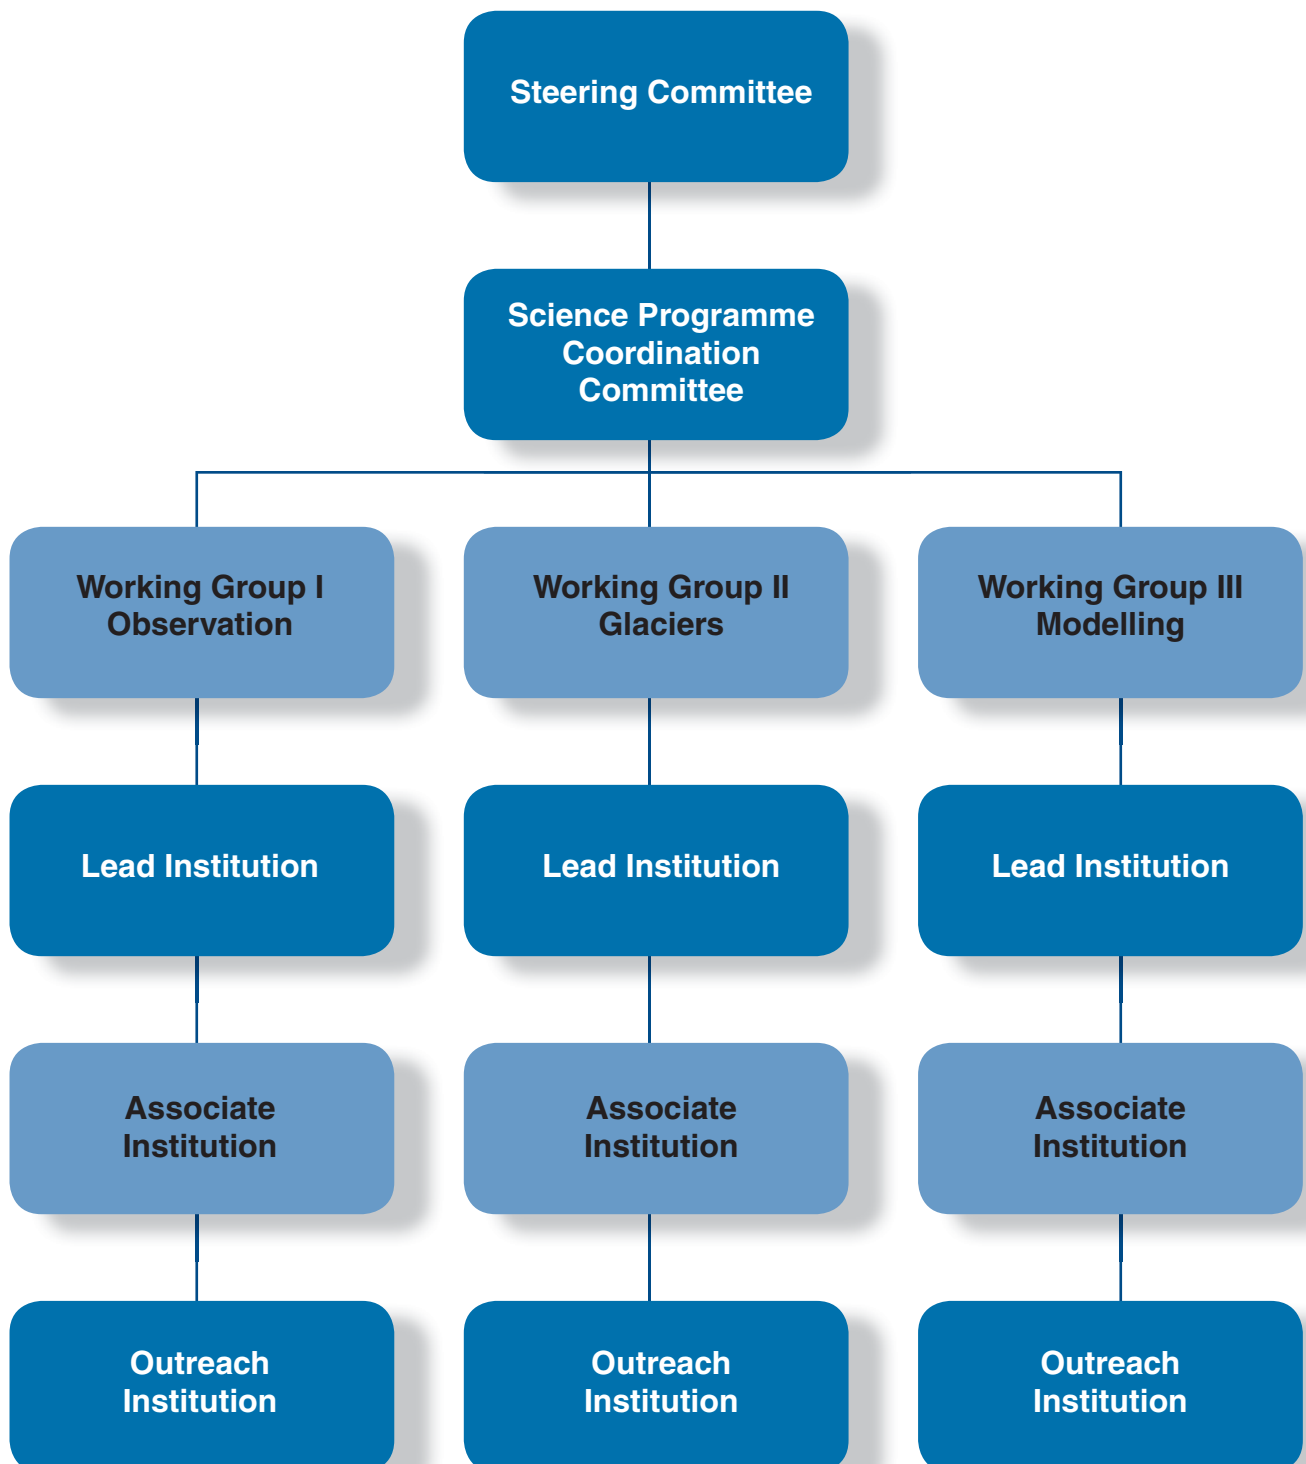 Steering Committee
Science Programme
Coordination
Committee
Working Group I
Observation
Working Group II
Glaciers
Working Group III
Modelling
Lead Institution
Lead Institution
Lead Institution
Associate
Institution
Associate
Institution
Associate
Institution
Outreach
Institution
Outreach
Institution
Outreach
Institution